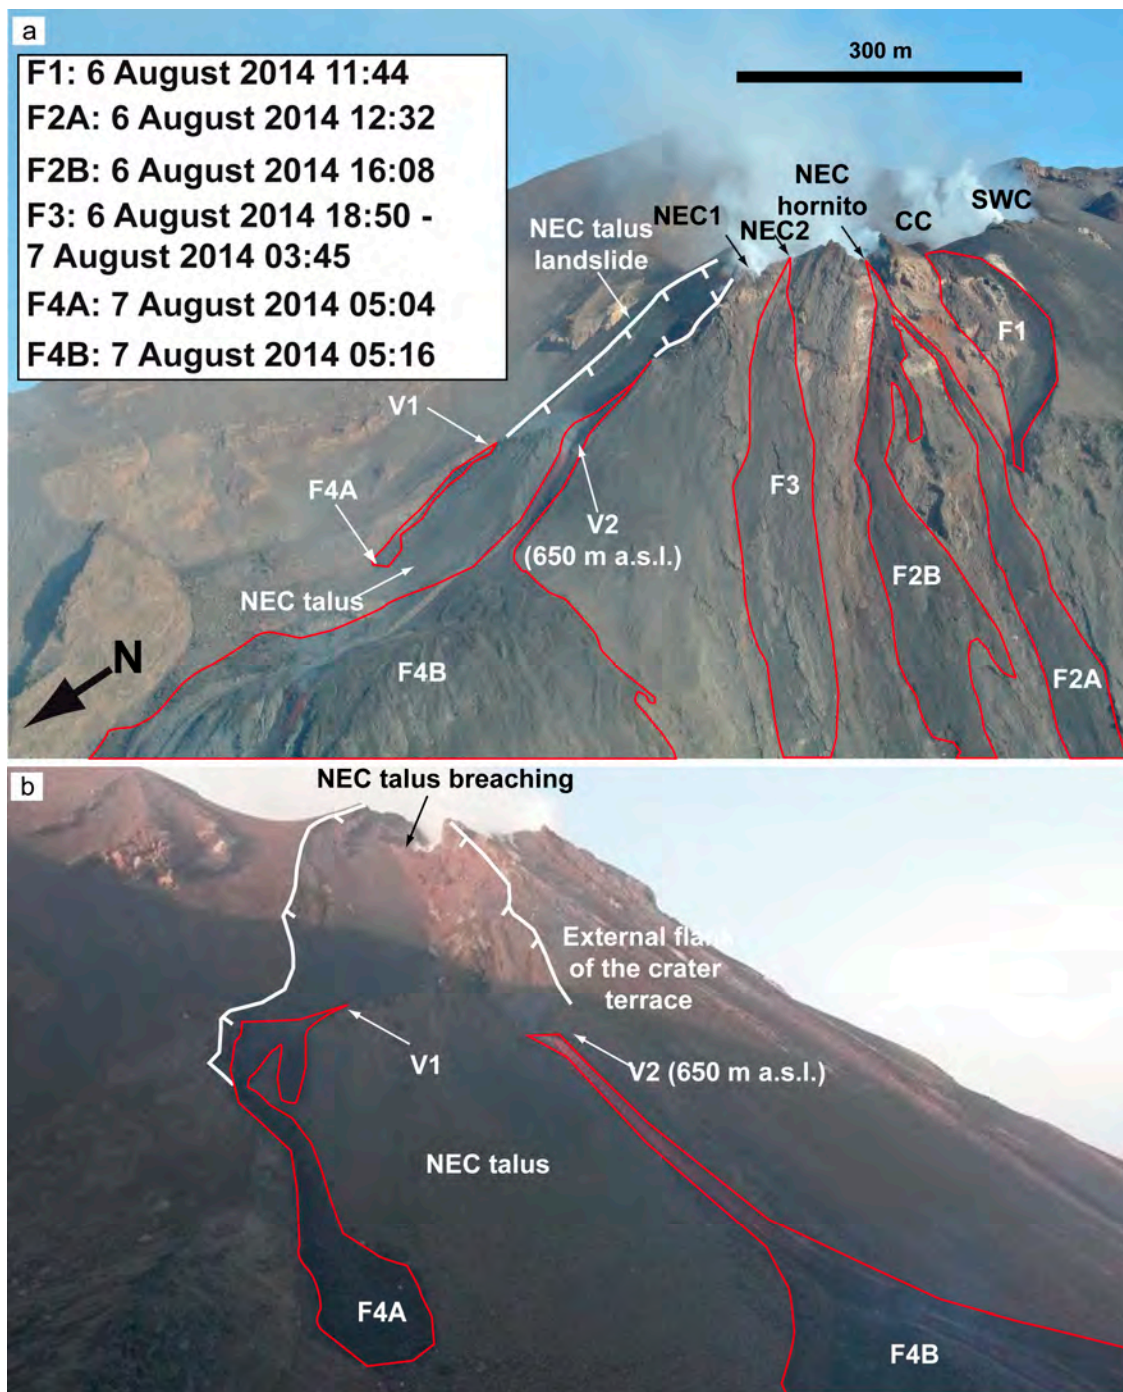 a
F1: 6 August 2014 11:44
F2A: 6 August 2014 12:32
F2B: 6 August 2014 16:08
F3: 6 August 2014 18:50 -
7 August 2014 03:45
F4A: 7 August 2014 05:04
F4B: 7 August 2014 05:16
300 m
NEC talus
landslide
NEC1
NEC2
NEC
hornito
CC
SWC
F1
V1
F4A
F3
V2
(650 m a.s.l.)
NEC talus
F2B
F4B
F2A
N
b
NEC talus breaching
External flank
of the crater
terrace
V1
V2 (650 m a.s.l.)
NEC talus
F4A
F4B